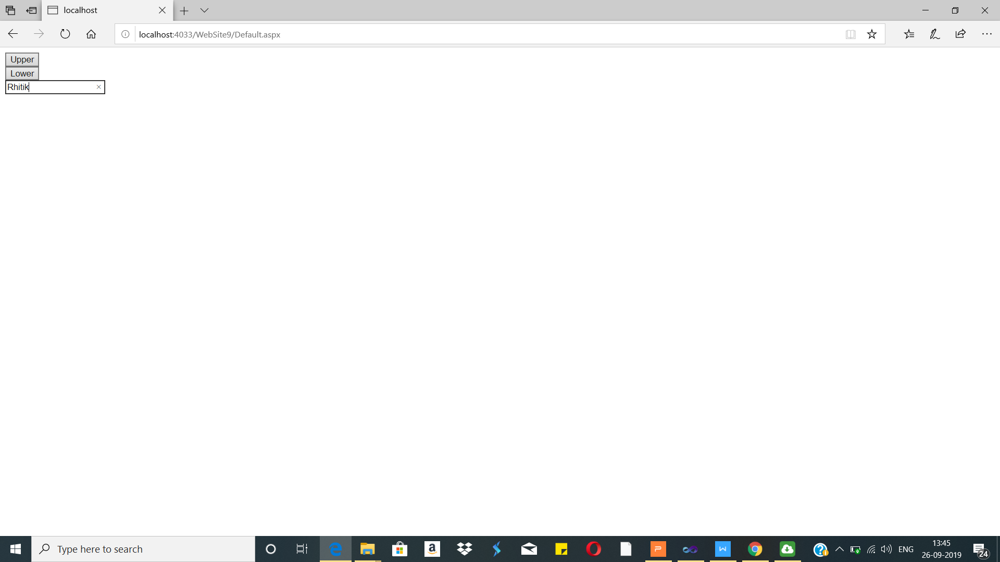 localhost
localhost:4033/WebSite9/Default.aspx
Upper
Lower
Rhitik
Type here to search
ENG
13:45
26-09-2019
24